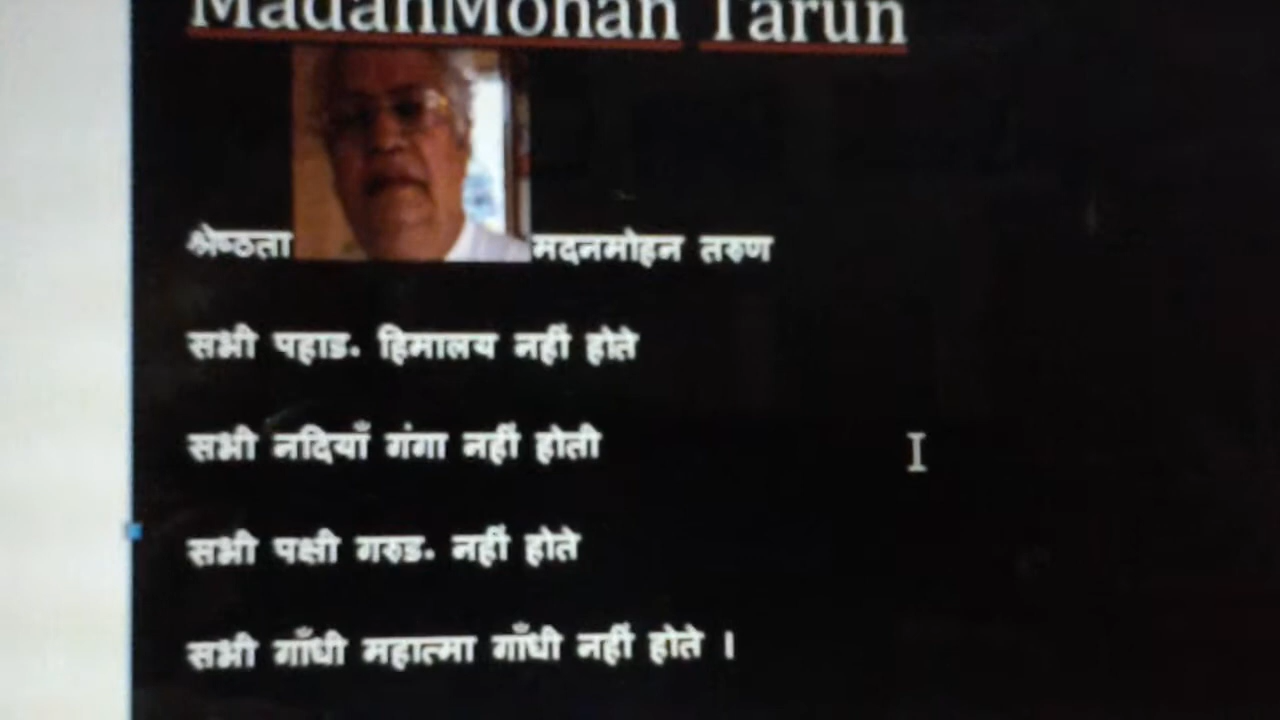 MadanMohan Tarun
श्रेष्ठता मदनमोहन तरुण
सभी पहाड. हिमालय नहीं होते
सभी नदियाँ गंगा नहीं होती
सभी पक्षी गरुड. नहीं होते
सभी गाँधी महात्मा गाँधी नहीं होते ।